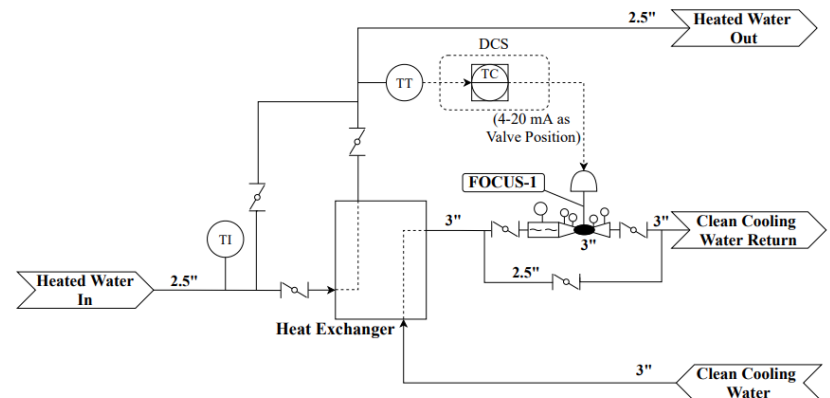 2.5"
Heated Water
Out
DCS
TT
TC
(4-20 mA as
Valve Position)
FOCUS-1
3"
3"
3"
Clean Cooling
Water Return
TI
2.5"
Heated Water
In
2.5"
Heat Exchanger
3"
Clean Cooling
Water